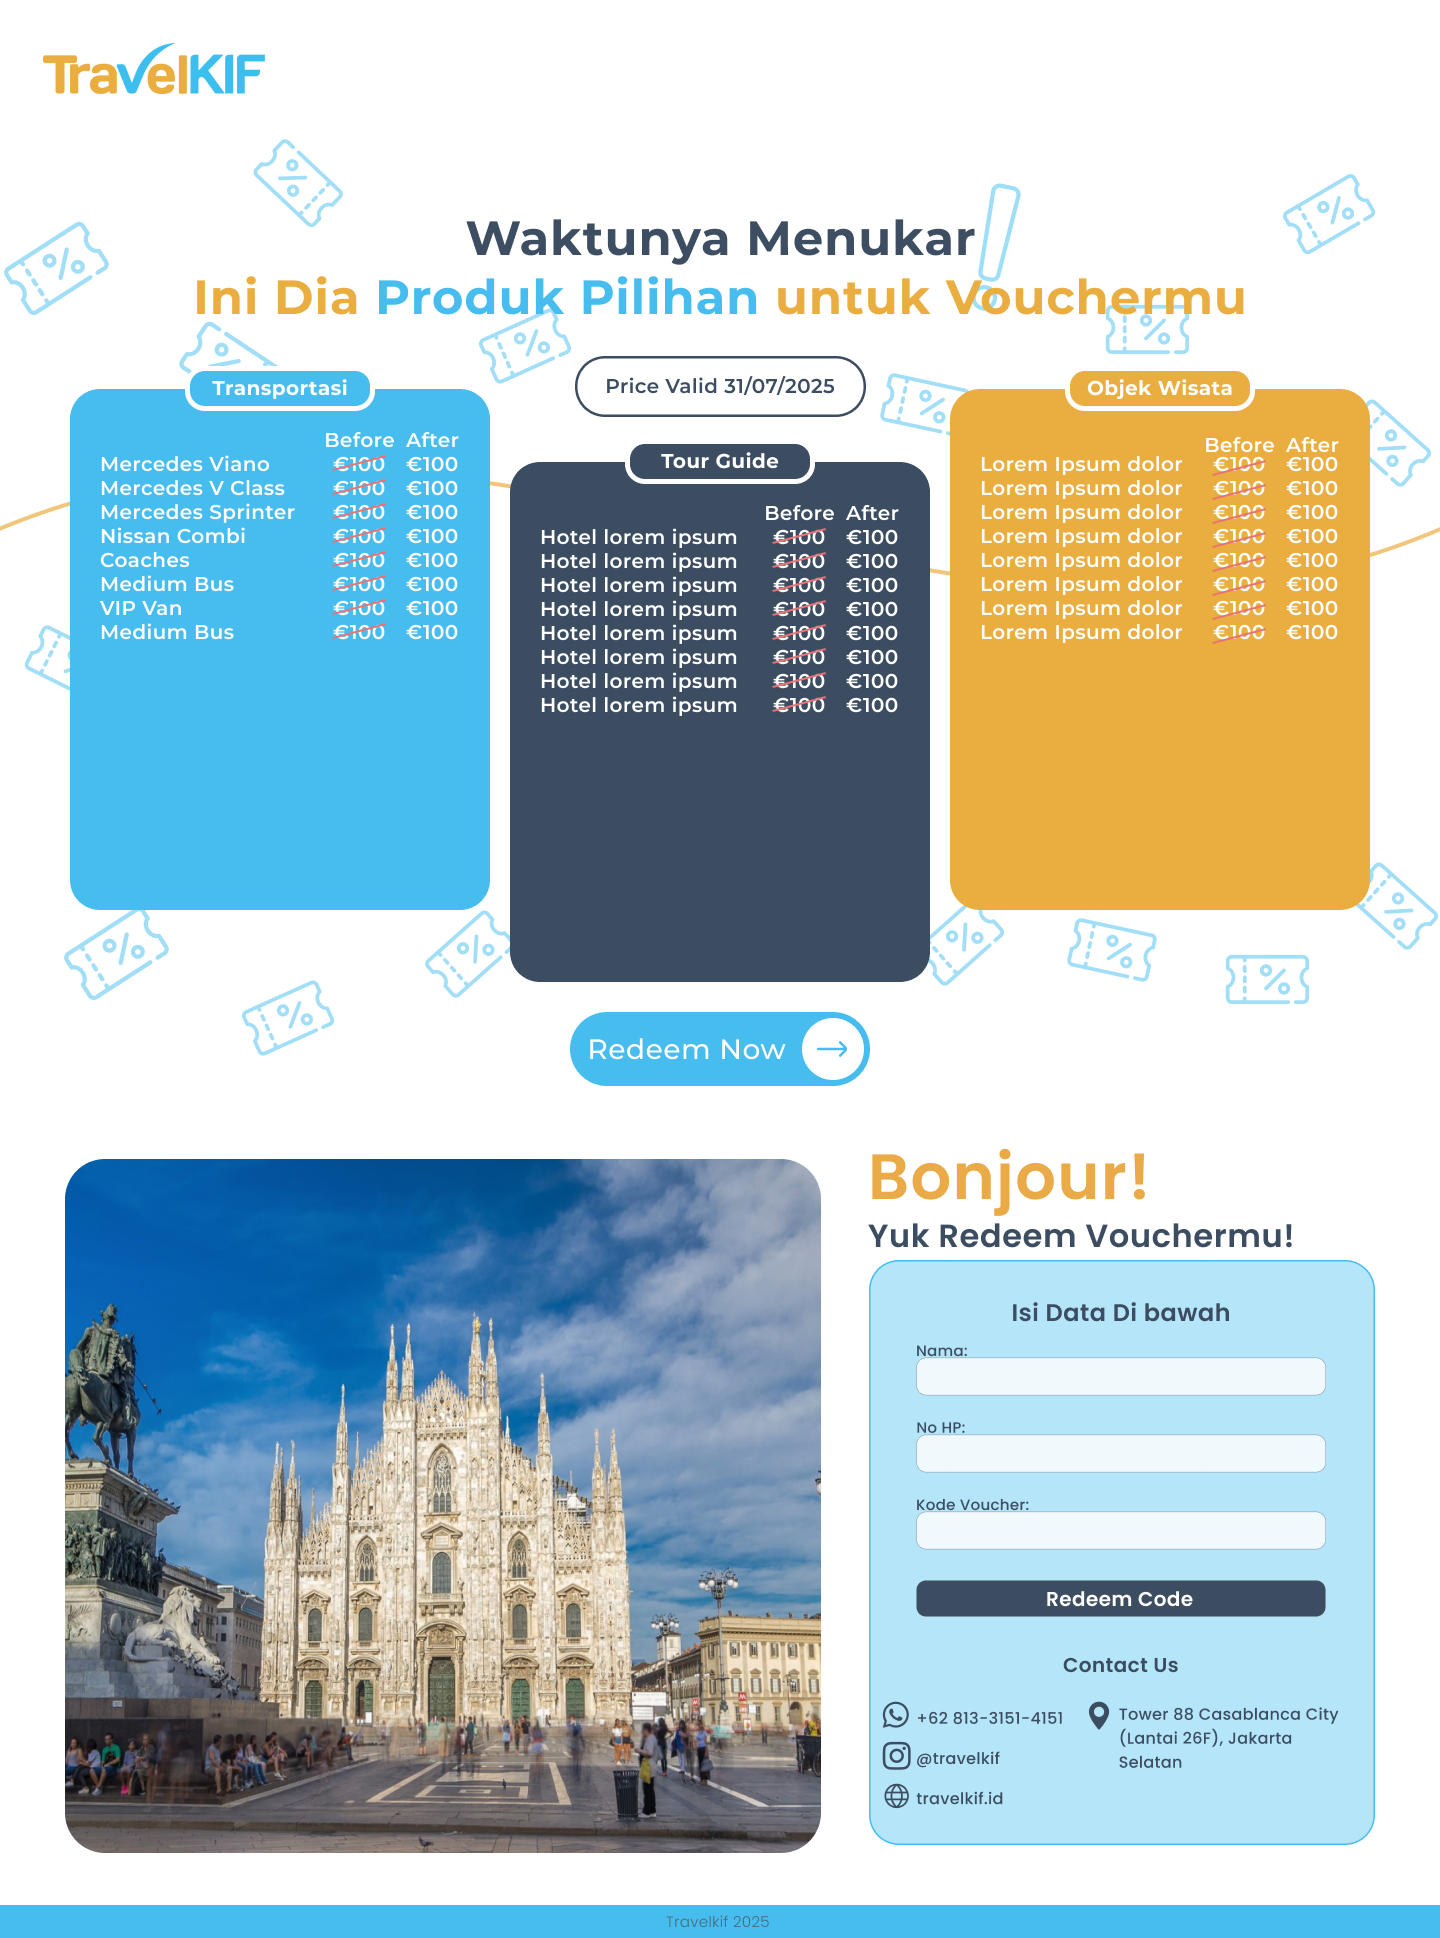 TravelKIF
Waktunya Menukar
Ini Dia Produk Pilihan untuk Vouchermu
Price Valid 31/07/2025
Transportasi
Before After
Mercedes Viano €100 €100
Mercedes V Class €100 €100
Mercedes Sprinter €100 €100
Nissan Combi €100 €100
Coaches €100 €100
Medium Bus €100 €100
VIP Van €100 €100
Medium Bus €100 €100
Tour Guide
Before After
Hotel lorem ipsum €100 €100
Hotel lorem ipsum €100 €100
Hotel lorem ipsum €100 €100
Hotel lorem ipsum €100 €100
Hotel lorem ipsum €100 €100
Hotel lorem ipsum €100 €100
Hotel lorem ipsum €100 €100
Hotel lorem ipsum €100 €100
Objek Wisata
Before After
Lorem Ipsum dolor €100 €100
Lorem Ipsum dolor €100 €100
Lorem Ipsum dolor €100 €100
Lorem Ipsum dolor €100 €100
Lorem Ipsum dolor €100 €100
Lorem Ipsum dolor €100 €100
Lorem Ipsum dolor €100 €100
Lorem Ipsum dolor €100 €100
Redeem Now
Bonjour!
Yuk Redeem Vouchermu!
Isi Data Di bawah
Nama:
No HP:
Kode Voucher:
Redeem Code
Contact Us
+62 813-3151-4151
@travelkif
travelkif.id
Tower 88 Casablanca City
(Lantai 26F), Jakarta
Selatan
Travelkif 2025